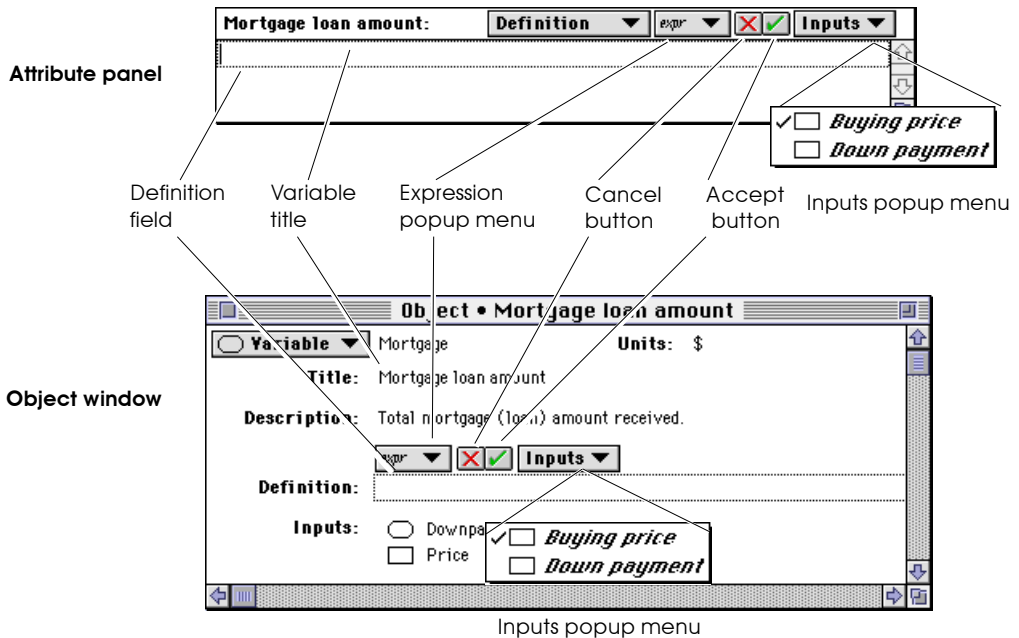 Mortgage loan amount: Definition expr Inputs
Attribute panel
Buying price
Down payment
Definition field
Variable title
Expression popup menu
Cancel button
Accept button
Inputs popup menu
Object • Mortgage loan amount
Variable Mortgage Units: $
Title: Mortgage loan amount
Object window
Description: Total mortgage (loan) amount received.
expr Inputs
Definition:
Inputs: Downpa
Price
Buying price
Down payment
Inputs popup menu